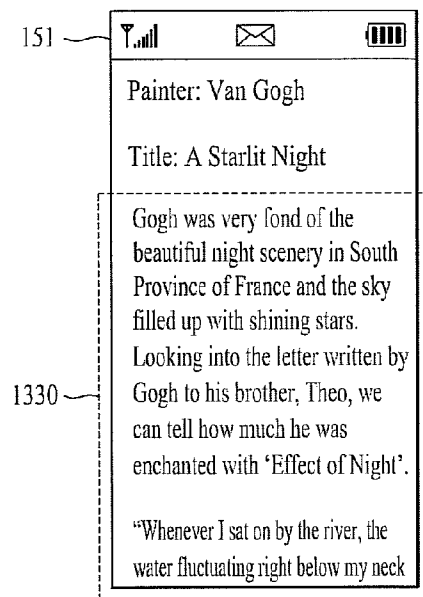 151
Painter: Van Gogh
Title: A Starlit Night
Gogh was very fond of the
beautiful night scenery in South
Province of France and the sky
filled up with shining stars.
Looking into the letter written by
1330
Gogh to his brother, Theo, we
can tell how much he was
enchanted with ‘Effect of Night’.
“Whenever I sat on by the river, the
water fluctuating right below my neck